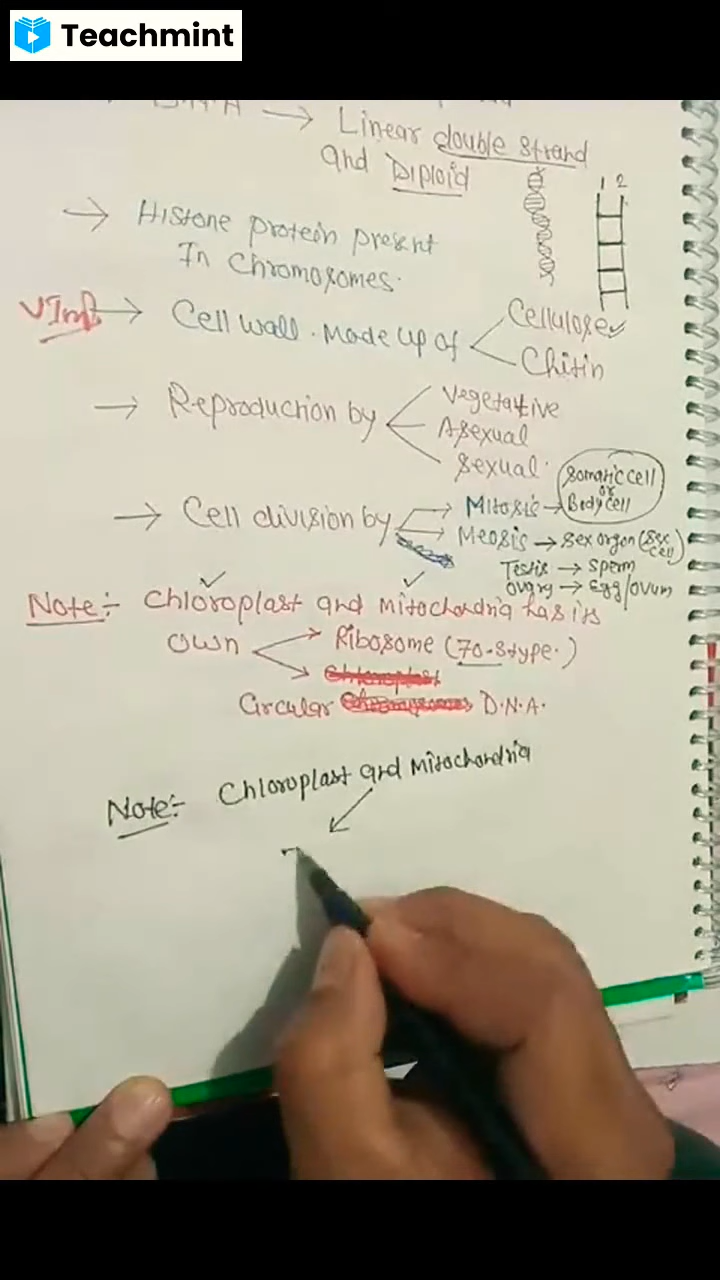 Teachmint
→ Linear double strand
and Diploid
1 2
→ Histone protein present
In chromosomes.
V Imp → Cell wall . Made up of
Cellulose ✓
Chitin
→ Reproduction by
Vegetative
Asexual
Sexual.
→ Cell division by
Mitosis → Somatic cell
or
Body cell
Meosis → Sex organ (Sex
cell)
Testis → Sperm
Ovary → Egg/Ovum
Note:- Chloroplast and Mitochondria has its
own
Ribosome (70-S type.)
Circular D.N.A.
Note:- Chloroplast and Mitochondria